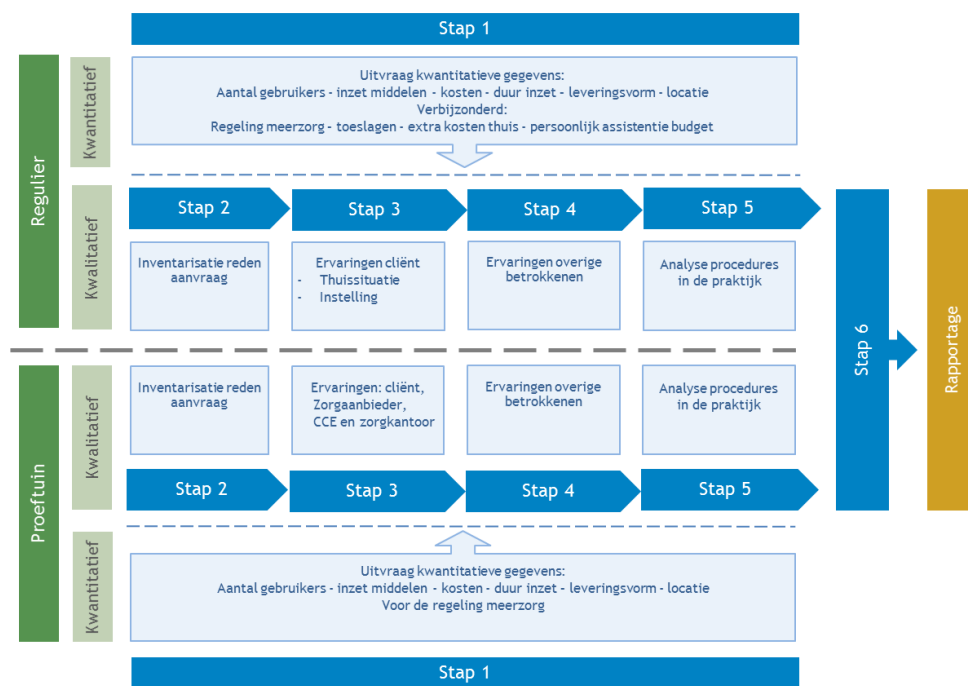 Stap 1
Regulier
Kwantitatief
Uitvraag kwantitatieve gegevens:
Aantal gebruikers - inzet middelen - kosten - duur inzet - leveringsvorm - locatie
Verbijzonderd:
Regeling meerzorg - toeslagen - extra kosten thuis - persoonlijk assistentie budget
Kwalitatief
Stap 2
Stap 3
Stap 4
Stap 5
Inventarisatie reden
aanvraag
Ervaringen cliënt
- Thuissituatie
- Instelling
Ervaringen overige
betrokkenen
Analyse procedures
in de praktijk
Stap 6
Rapportage
Proeftuin
Kwalitatief
Inventarisatie reden
aanvraag
Ervaringen: cliënt,
Zorgaanbieder,
CCE en zorgkantoor
Ervaringen overige
betrokkenen
Analyse procedures
in de praktijk
Stap 2
Stap 3
Stap 4
Stap 5
Kwantitatief
Uitvraag kwantitatieve gegevens:
Aantal gebruikers - inzet middelen - kosten - duur inzet - leveringsvorm - locatie
Voor de regeling meerzorg
Stap 1